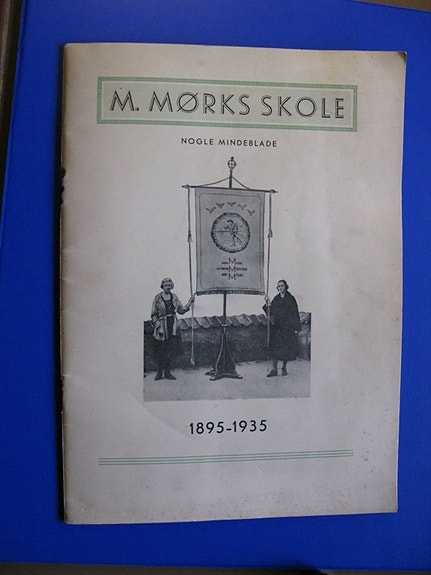 M. MØRKS SKOLE
NOGLE MINDEBLADE
1895-1935